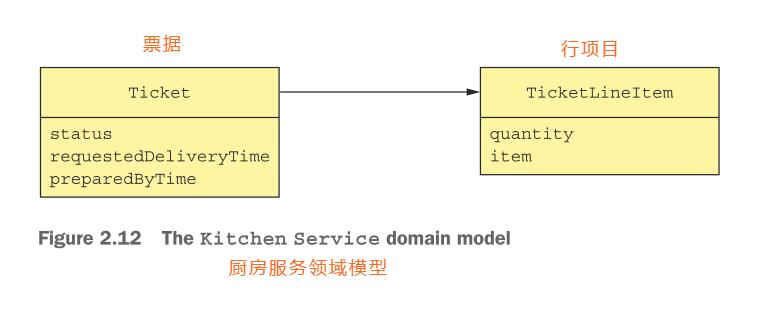 票据
行项目
Ticket
TicketLineItem
status
requestedDeliveryTime
preparedByTime
quantity
item
Figure 2.12 The Kitchen Service domain model
厨房服务领域模型